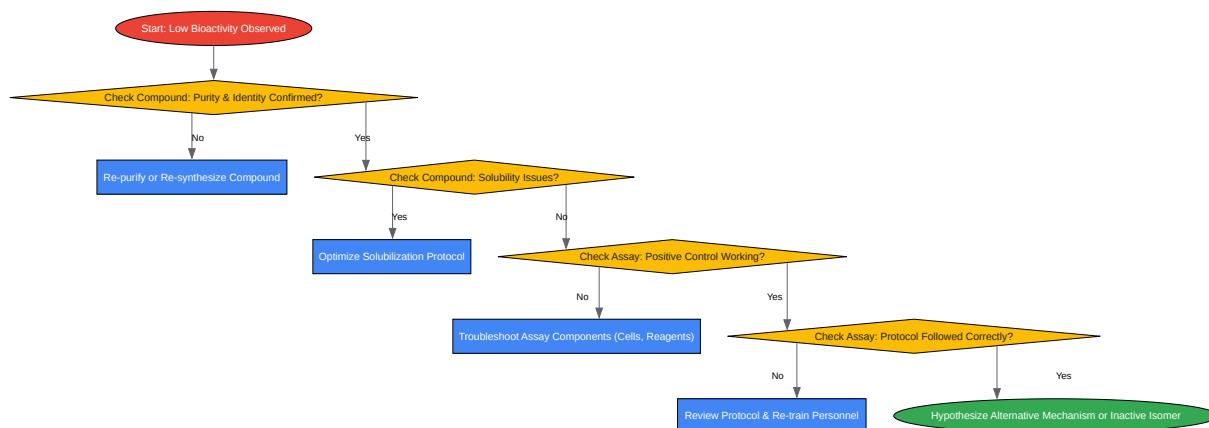 Start: Low Bioactivity Observed
Check Compound: Purity & Identity Confirmed?
No
Yes
Re-purify or Re-synthesize Compound
Check Compound: Solubility Issues?
Yes
No
Optimize Solubilization Protocol
Check Assay: Positive Control Working?
No
Yes
Troubleshoot Assay Components (Cells, Reagents)
Check Assay: Protocol Followed Correctly?
No
Yes
Review Protocol & Re-train Personnel
Hypothesize Alternative Mechanism or Inactive Isomer